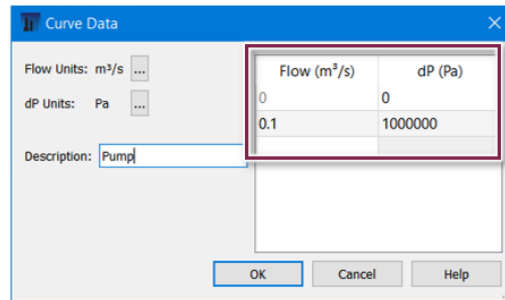 Curve Data
Flow Units: m³/s ...
dP Units: Pa ...
Description: Pump
Flow (m³/s) dP (Pa)
0 0
0.1 1000000
OK Cancel Help